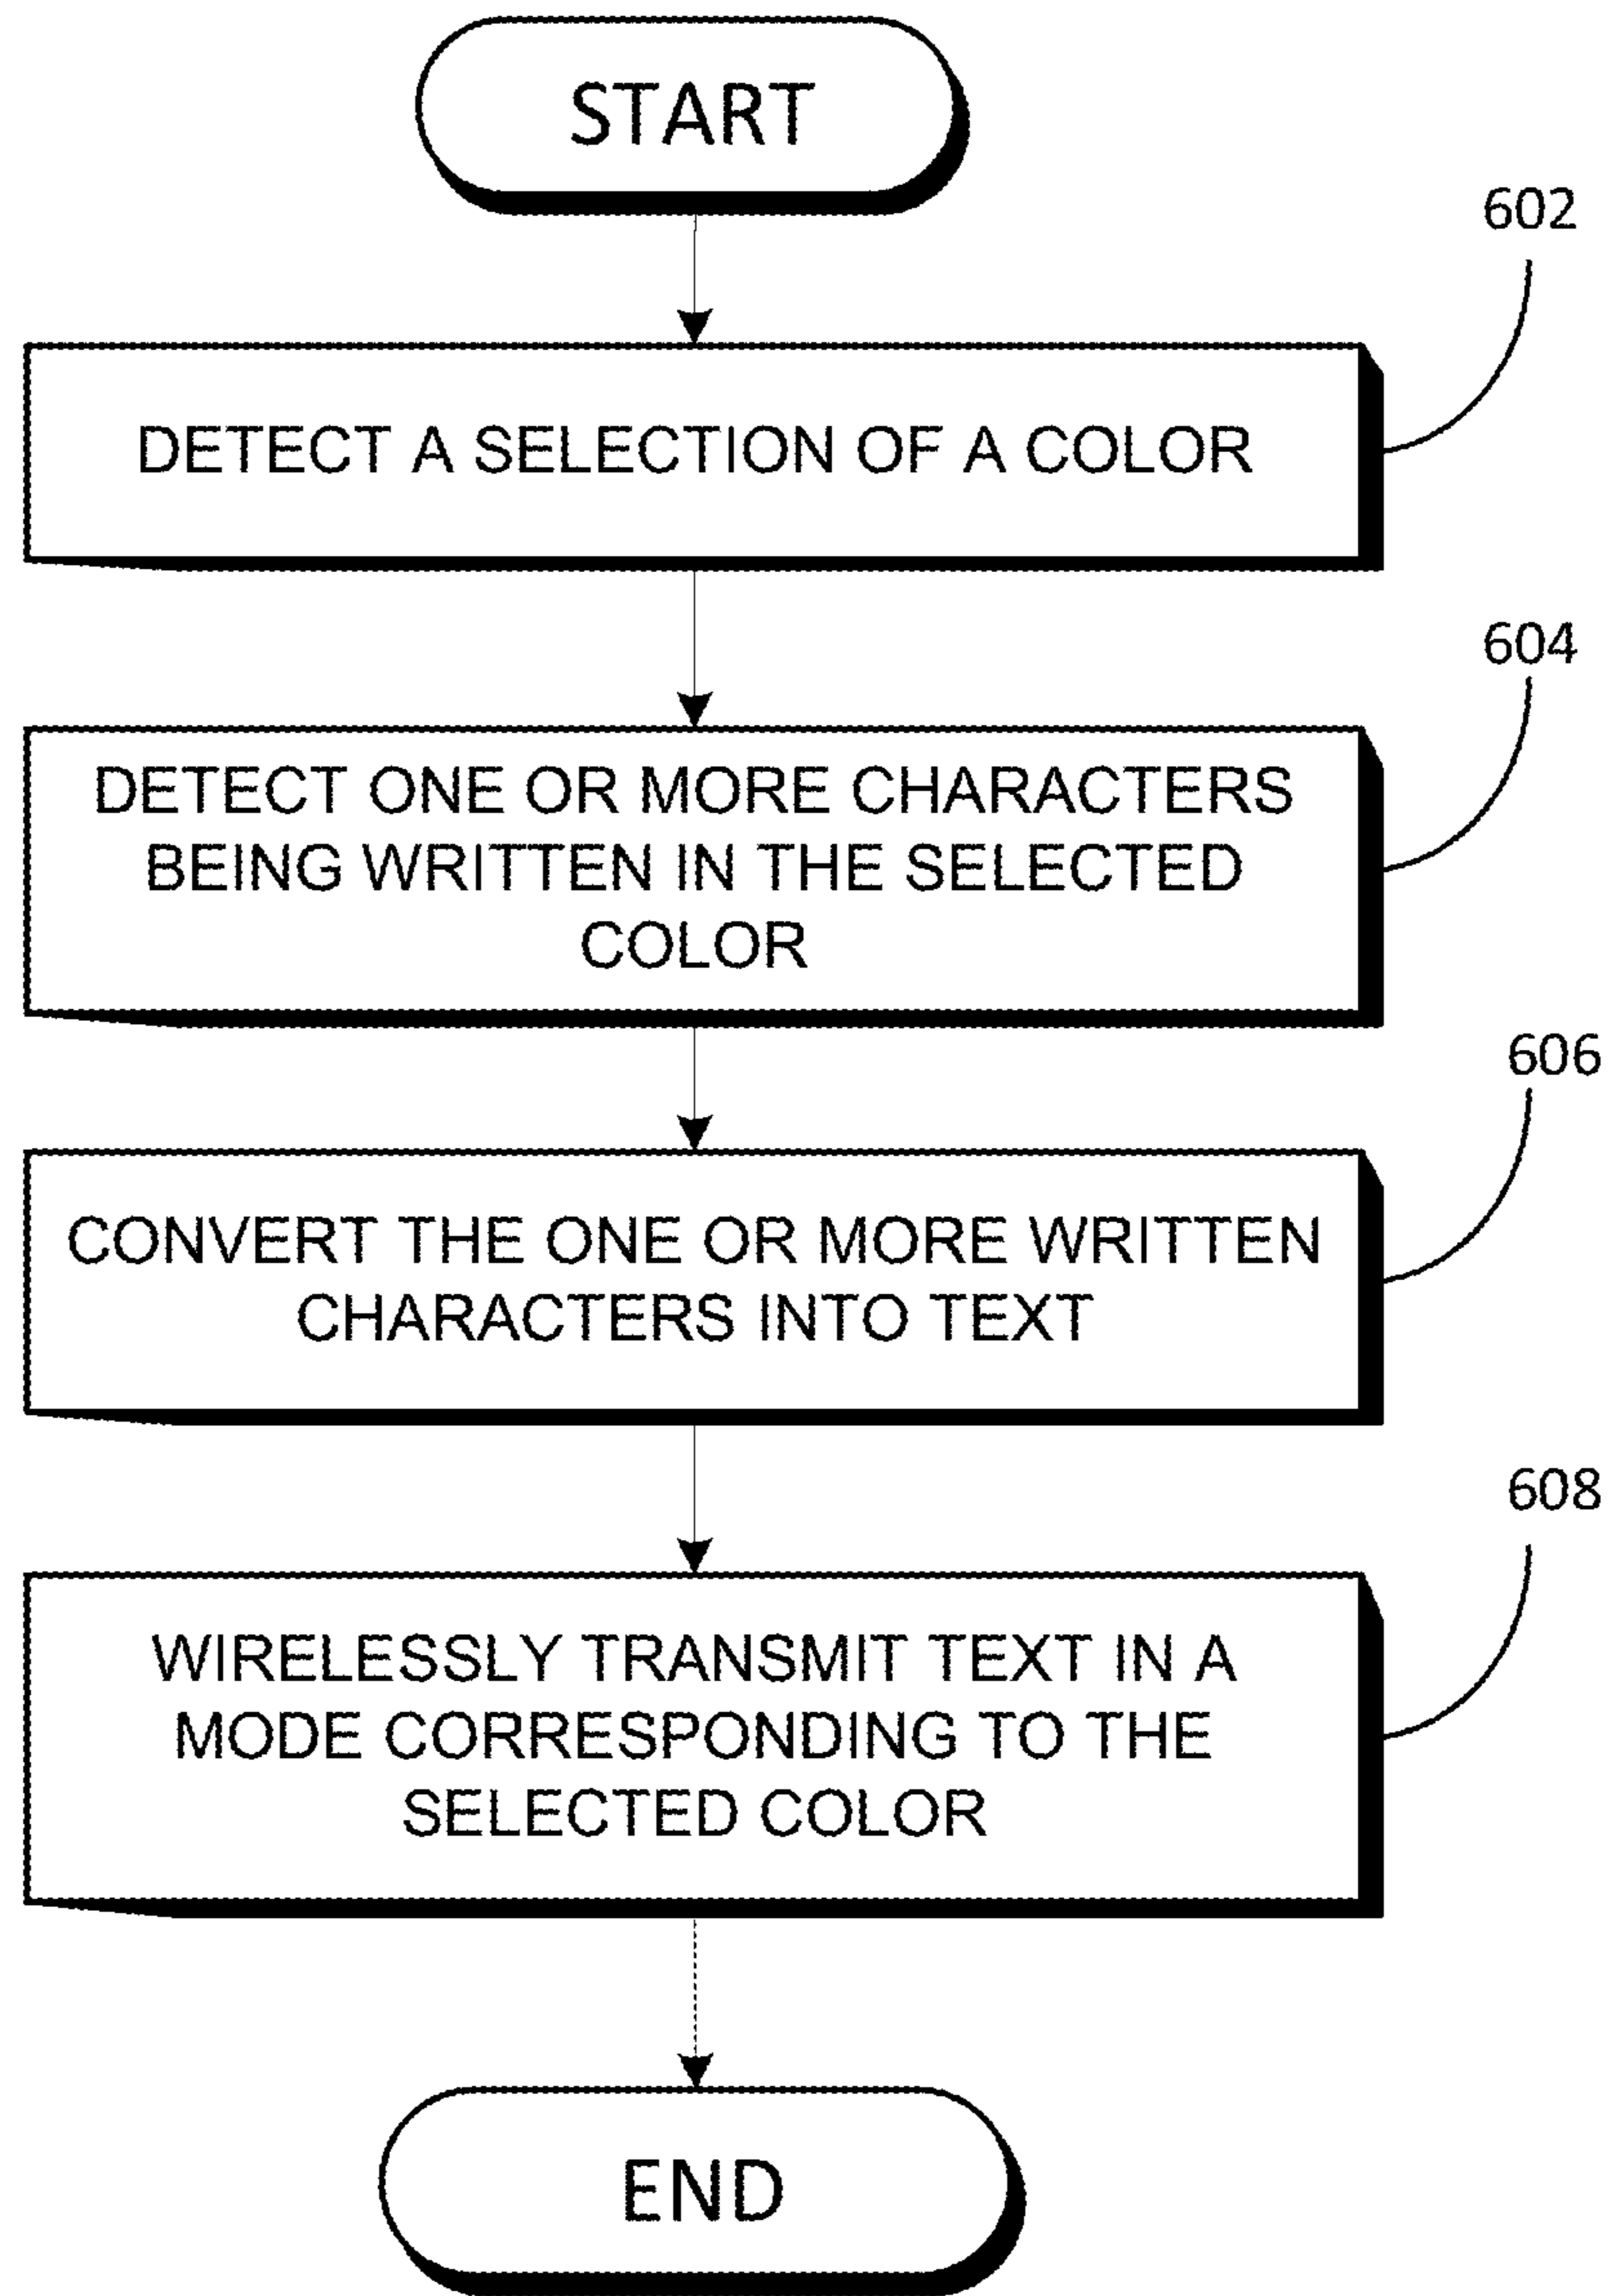 START
602
DETECT A SELECTION OF A COLOR
604
DETECT ONE OR MORE CHARACTERS
BEING WRITTEN IN THE SELECTED
COLOR
606
CONVERT THE ONE OR MORE WRITTEN
CHARACTERS INTO TEXT
608
WIRELESSLY TRANSMIT TEXT IN A
MODE CORRESPONDING TO THE
SELECTED COLOR
END